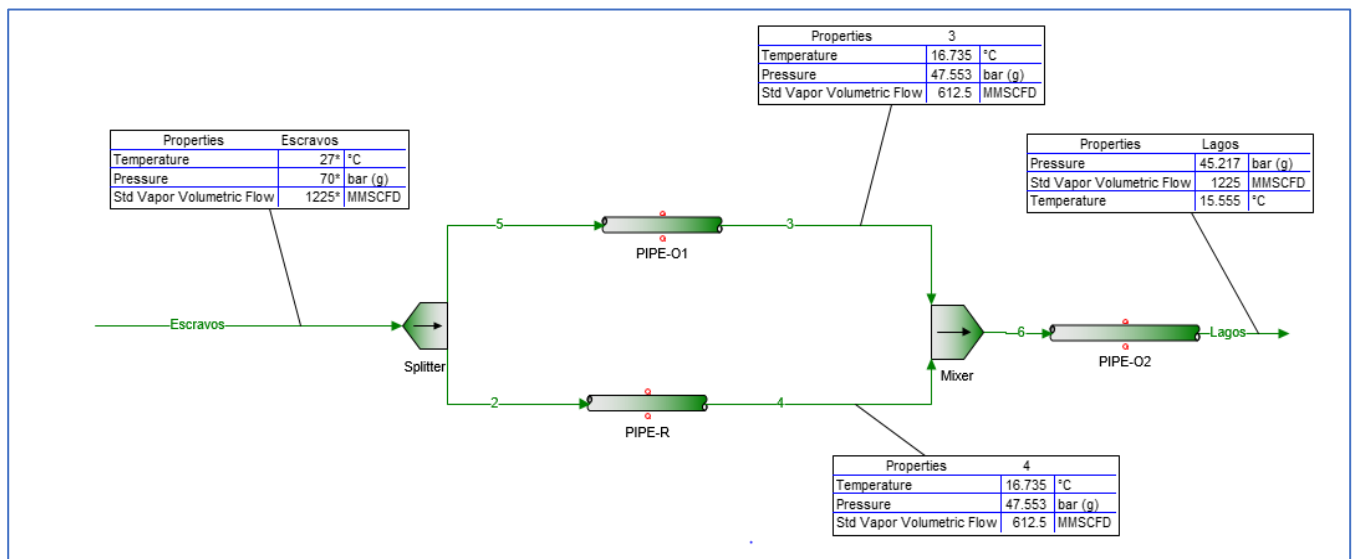 Properties 3
Temperature 16.735 °C
Pressure 47.553 bar (g)
Std Vapor Volumetric Flow 612.5 MMSCFD
Properties Escravos
Temperature 27* °C
Pressure 70* bar (g)
Std Vapor Volumetric Flow 1225* MMSCFD
Properties Lagos
Pressure 45.217 bar (g)
Std Vapor Volumetric Flow 1225 MMSCFD
Temperature 15.555 °C
5
Q
Q
PIPE-O1
3
Escravos
Splitter
6
Q
Q
PIPE-O2
Lagos
Mixer
2
Q
Q
PIPE-R
4
Properties 4
Temperature 16.735 °C
Pressure 47.553 bar (g)
Std Vapor Volumetric Flow 612.5 MMSCFD